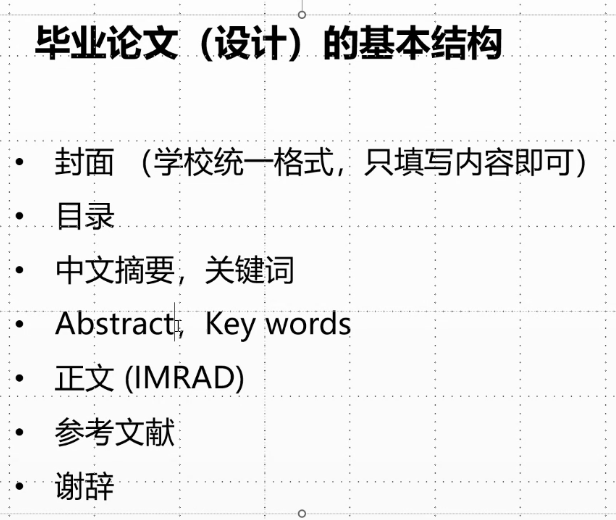 毕业论文（设计）的基本结构
• 封面 （学校统一格式，只填写内容即可）
• 目录
• 中文摘要，关键词
• Abstract，Key words
• 正文 (IMRAD)
• 参考文献
• 谢辞